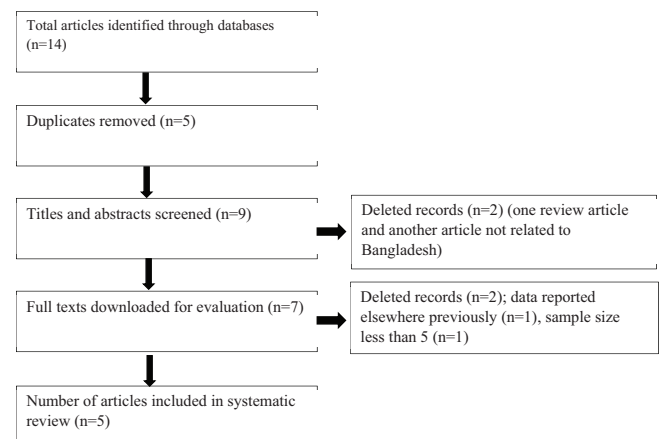 Total articles identified through databases
(n=14)
Duplicates removed (n=5)
Titles and abstracts screened (n=9)
Deleted records (n=2) (one review article
and another article not related to
Bangladesh)
Full texts downloaded for evaluation (n=7)
Deleted records (n=2); data reported
elsewhere previously (n=1), sample size
less than 5 (n=1)
Number of articles included in systematic
review (n=5)